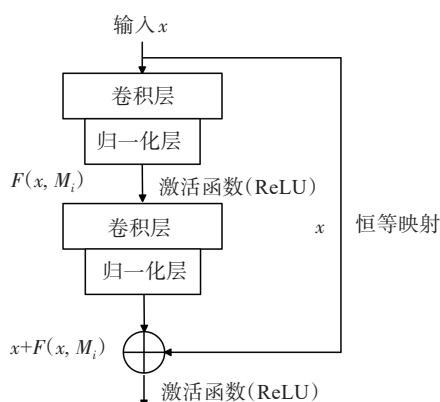 输入 x
卷积层
归一化层
F(x, Mᵢ)
激活函数(ReLU)
卷积层
x
恒等映射
归一化层
x+F(x, Mᵢ)
激活函数(ReLU)